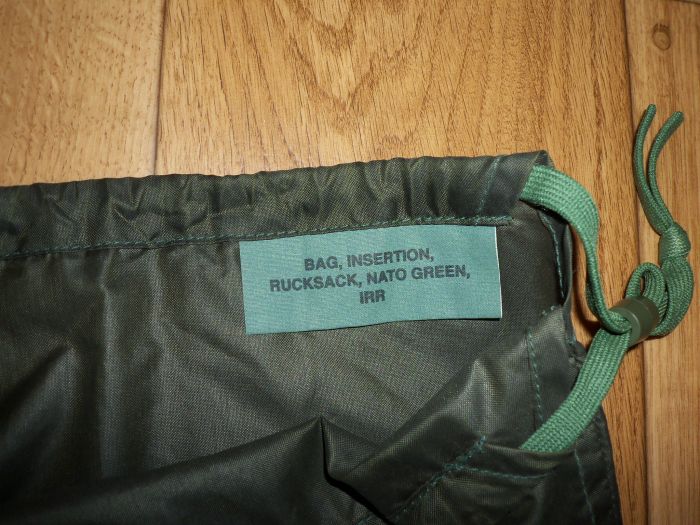 BAG, INSERTION,
RUCKSACK, NATO GREEN,
IRR